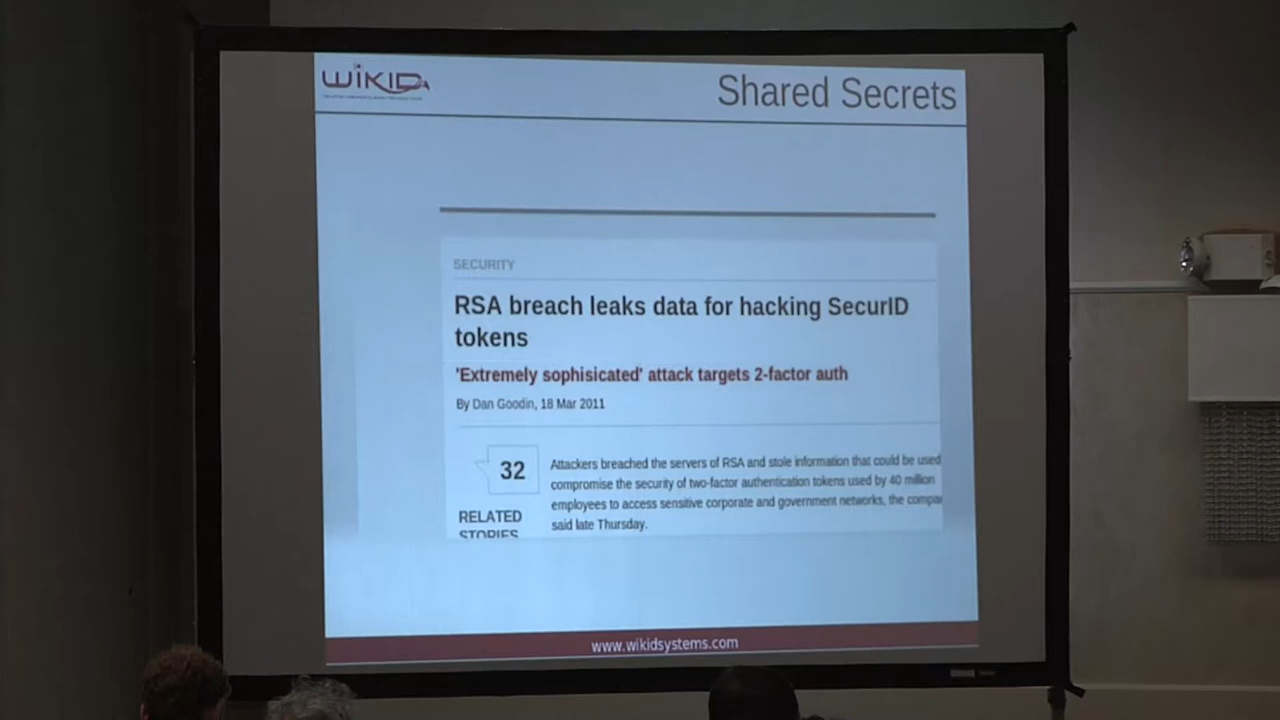 WiKID
Shared Secrets
SECURITY
RSA breach leaks data for hacking SecurID
tokens
'Extremely sophisicated' attack targets 2-factor auth
By Dan Goodin, 18 Mar 2011
32
Attackers breached the servers of RSA and stole information that could be used
compromise the security of two-factor authentication tokens used by 40 million
employees to access sensitive corporate and government networks, the compa
said late Thursday.
RELATED
STORIES
www.wikidsystems.com